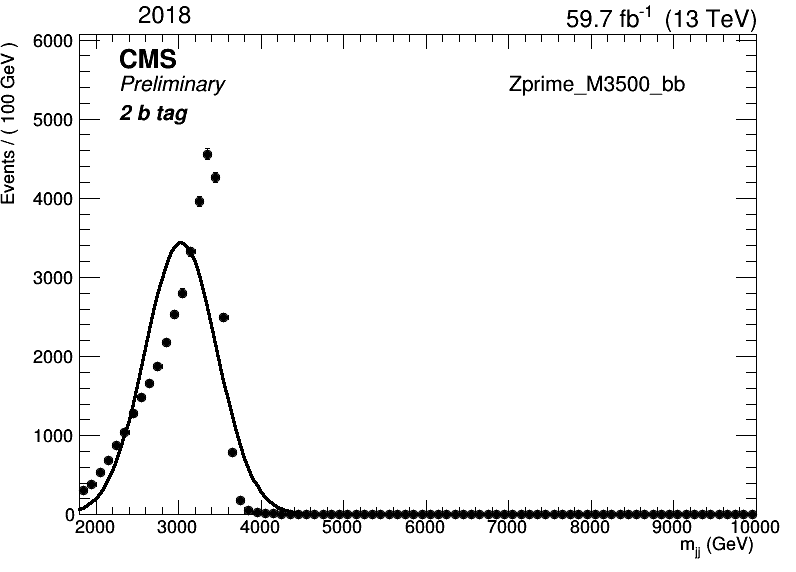 2018
59.7 fb-1 (13 TeV)
CMS
Preliminary
2 b tag
Zprime_M3500_bb
Events / ( 100 GeV )
6000
5000
4000
3000
2000
1000
0
2000 3000 4000 5000 6000 7000 8000 9000 10000
mjj (GeV)